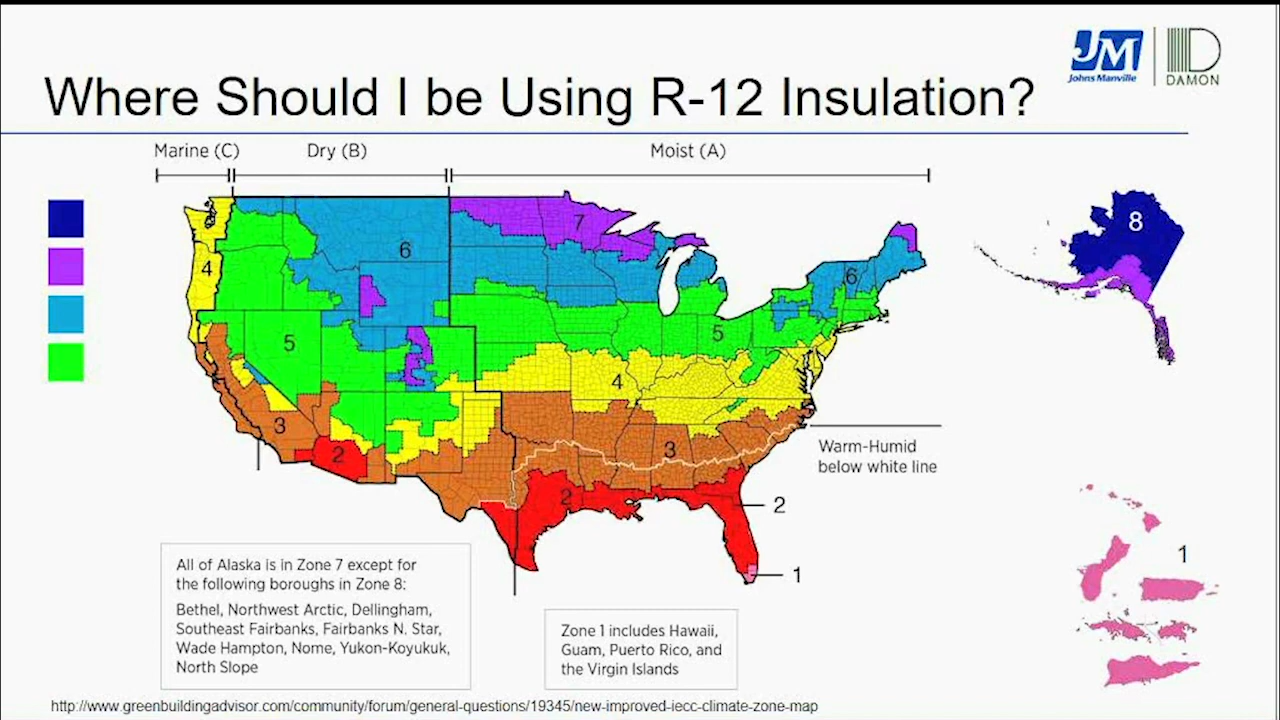 JM
Johns Manville
DAMON
Where Should I be Using R-12 Insulation?
Marine (C)
Dry (B)
Moist (A)
7
8
6
6
4
5
5
4
3
3
2
2
Warm-Humid
below white line
2
1
1
All of Alaska is in Zone 7 except for
the following boroughs in Zone 8:
Bethel, Northwest Arctic, Dellingham,
Southeast Fairbanks, Fairbanks N. Star,
Wade Hampton, Nome, Yukon-Koyukuk,
North Slope
Zone 1 includes Hawaii,
Guam, Puerto Rico, and
the Virgin Islands
http://www.greenbuildingadvisor.com/community/forum/general-questions/19345/new-improved-iecc-climate-zone-map